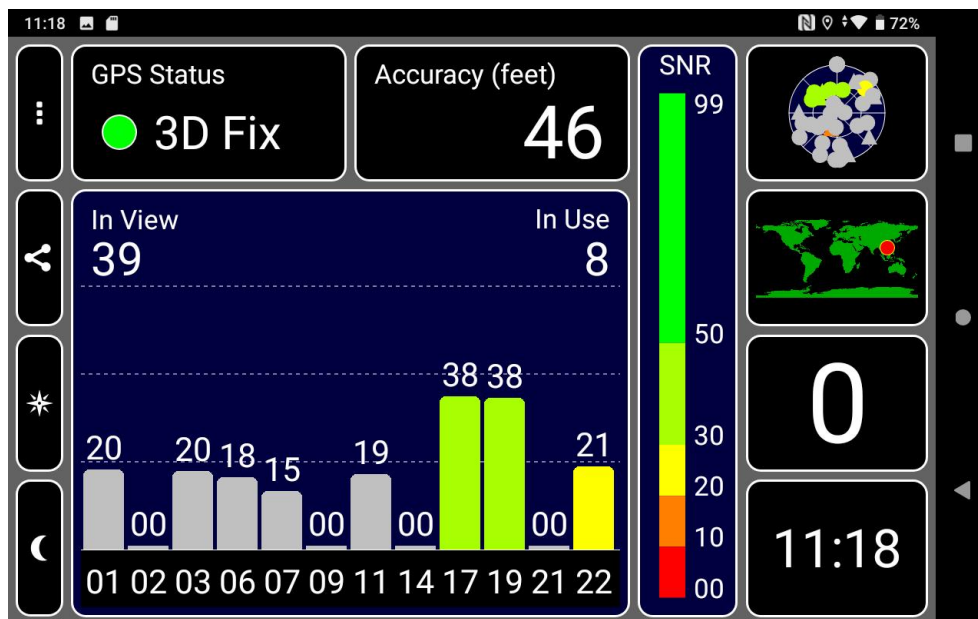 11:18
72%
GPS Status
3D Fix
Accuracy (feet)
46
SNR
99
50
30
20
10
00
In View
39
In Use
8
20 00 20 18 15 00 19 00 38 38 00 21
01 02 03 06 07 09 11 14 17 19 21 22
0
11:18